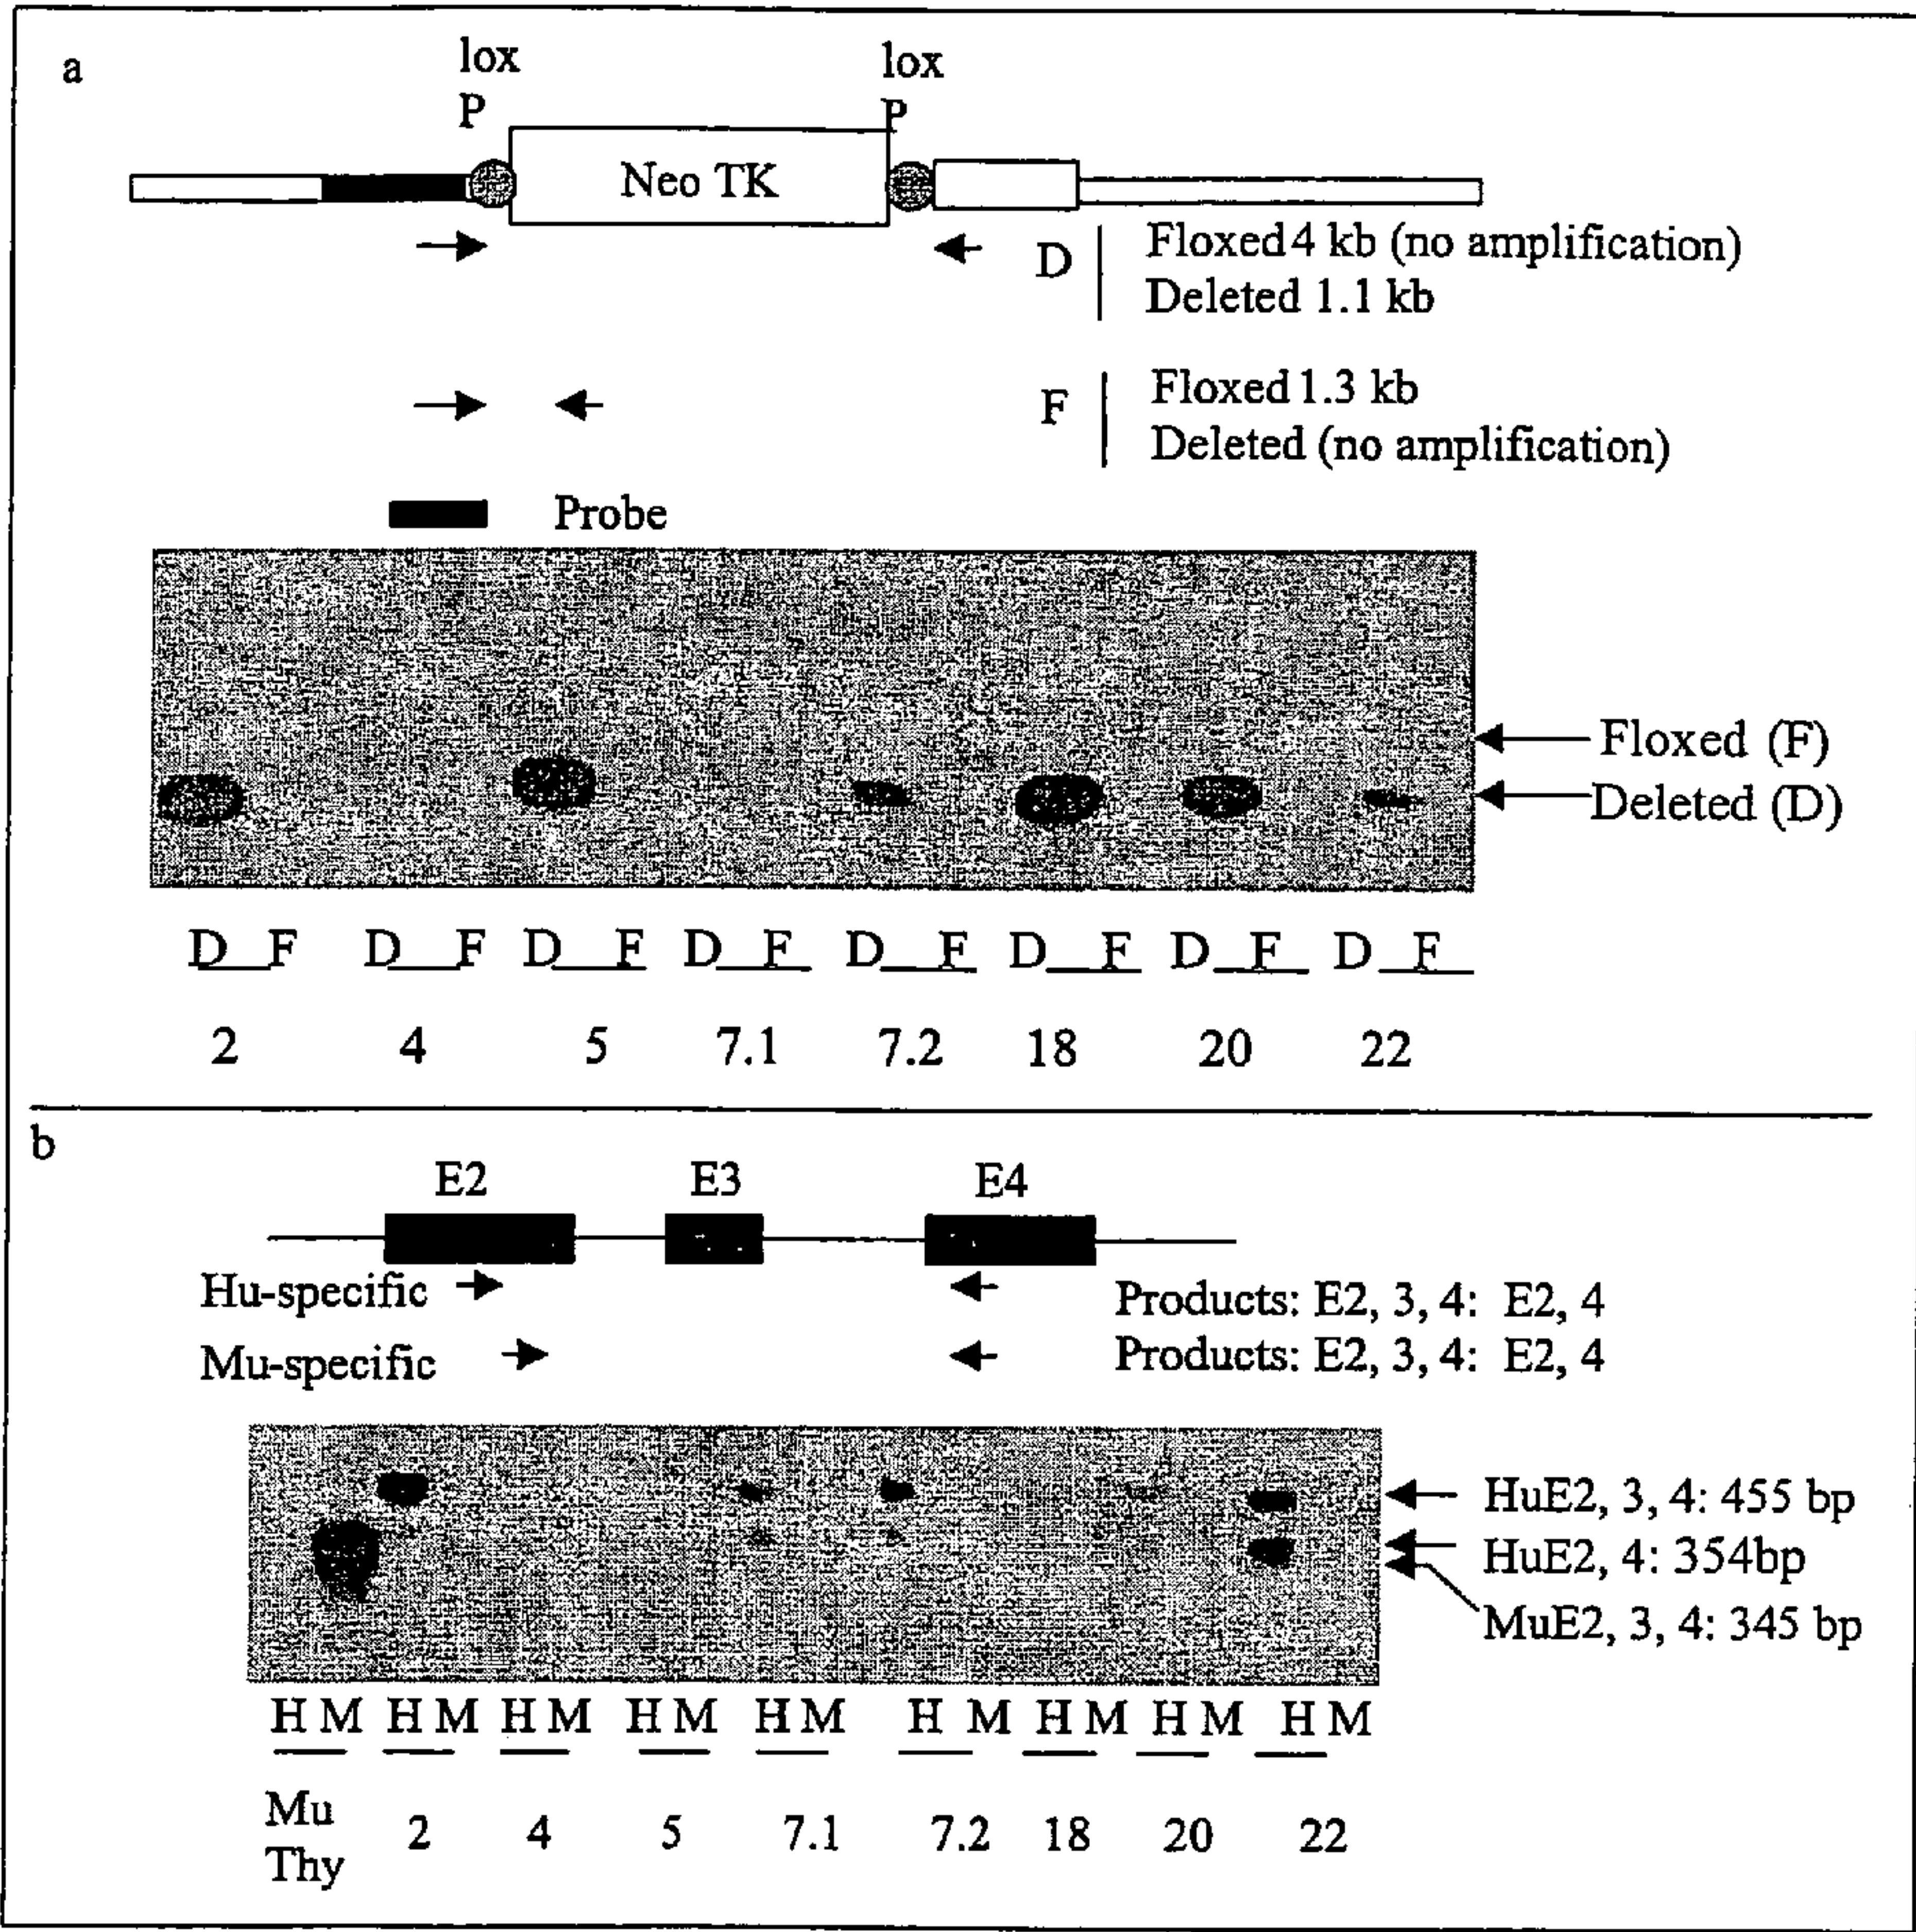 a
lox
P
lox
P
Neo TK
D
Floxed 4 kb (no amplification)
Deleted 1.1 kb
F
Floxed 1.3 kb
Deleted (no amplification)
Probe
Floxed (F)
Deleted (D)
D F D F D F D F D F D F D F D F
2 4 5 7.1 7.2 18 20 22
b
E2 E3 E4
Hu-specific
Products: E2, 3, 4: E2, 4
Mu-specific
Products: E2, 3, 4: E2, 4
HuE2, 3, 4: 455 bp
HuE2, 4: 354bp
MuE2, 3, 4: 345 bp
H M H M H M H M H M H M H M H M H M
Mu
Thy
2 4 5 7.1 7.2 18 20 22